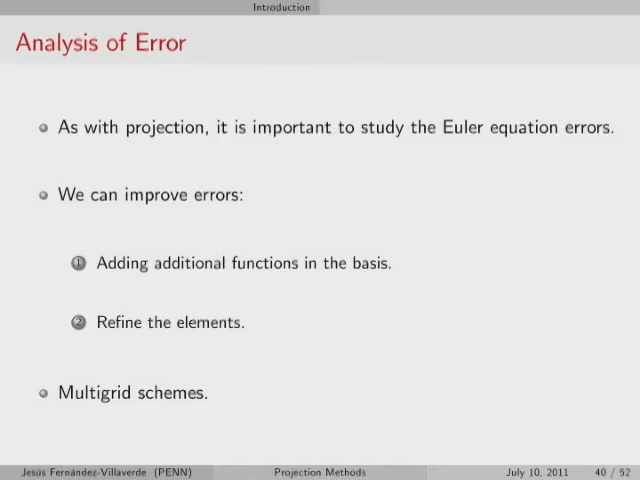 Introduction
Analysis of Error
As with projection, it is important to study the Euler equation errors.
We can improve errors:
1 Adding additional functions in the basis.
2 Refine the elements.
Multigrid schemes.
Jesús Fernández-Villaverde (PENN) Projection Methods July 10, 2011 40 / 52